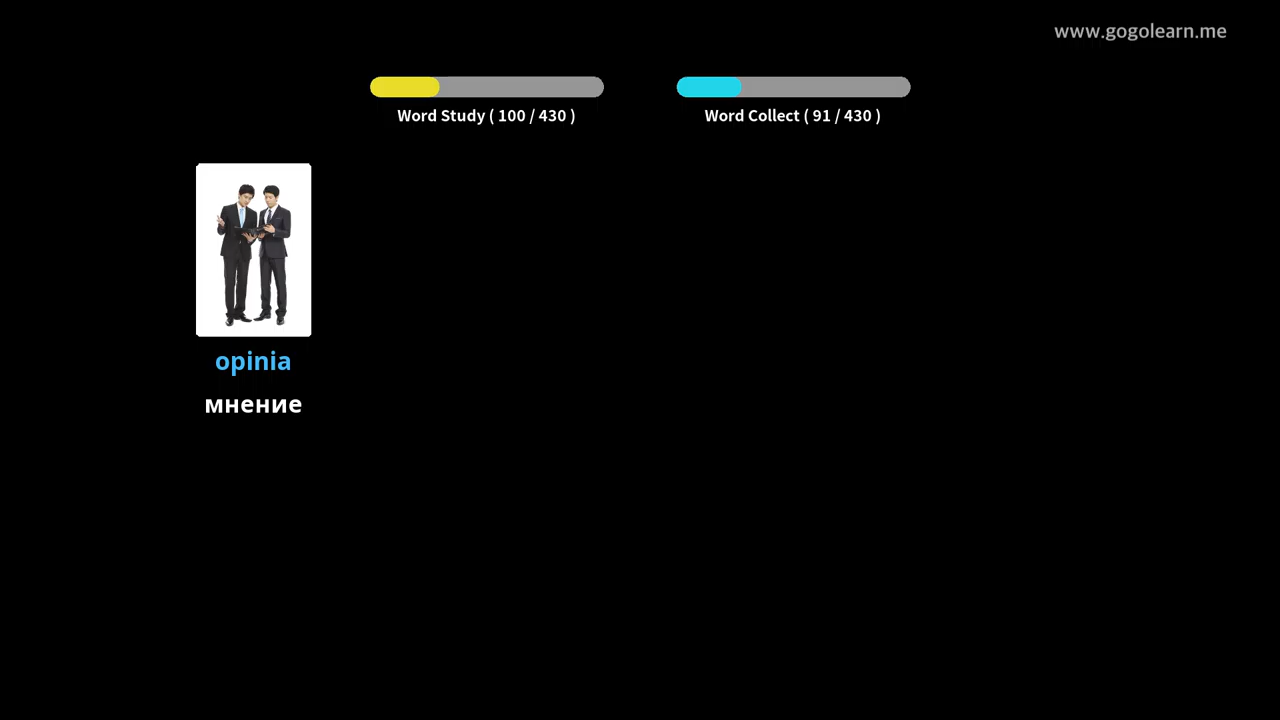 www.gogolearn.me
Word Study ( 100 / 430 )
Word Collect ( 91 / 430 )
opinia
мнение